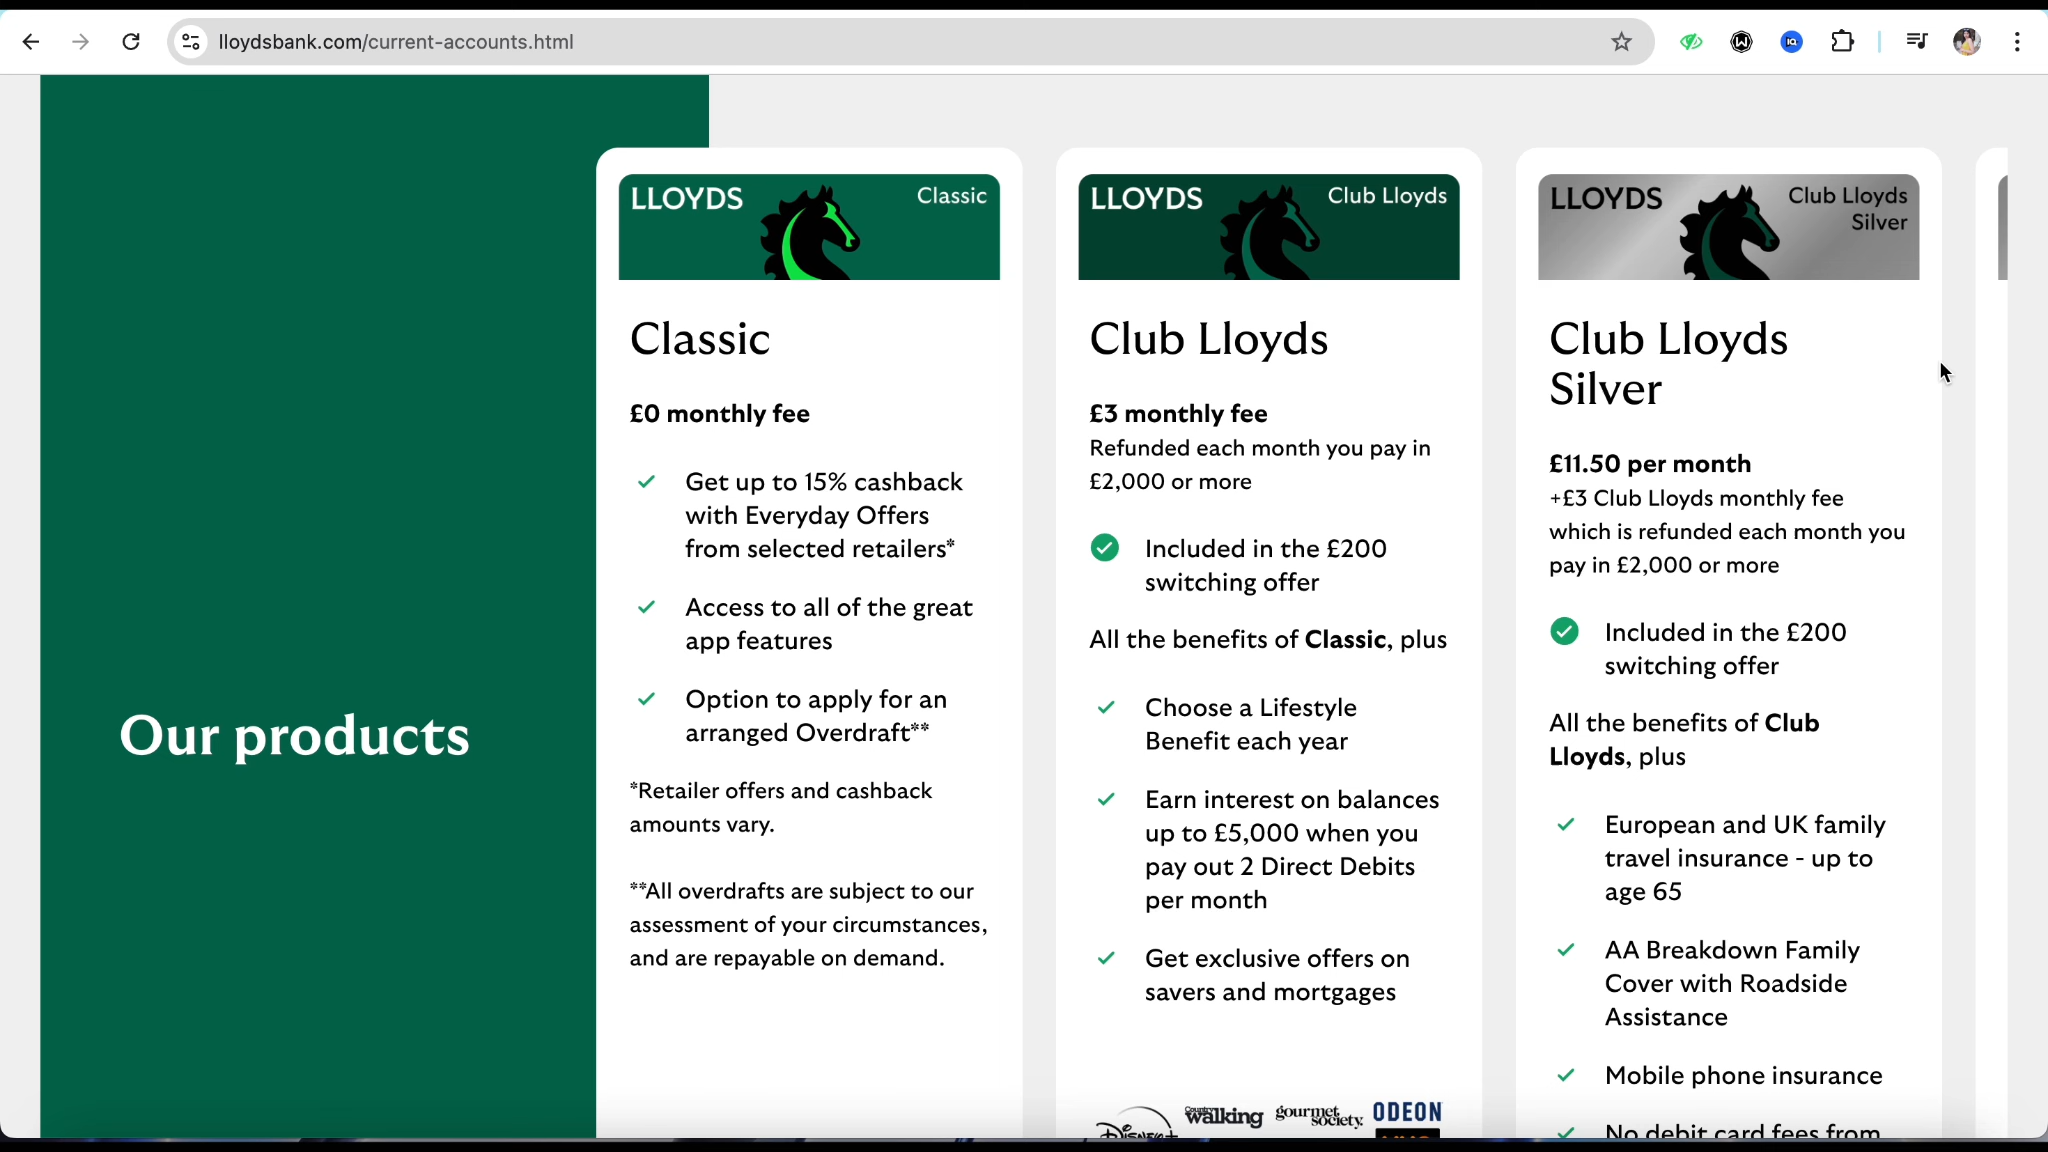 lloydsbank.com/current-accounts.html
Our products
LLOYDS
Classic
Classic
£0 monthly fee
Get up to 15% cashback
with Everyday Offers
from selected retailers*
Access to all of the great
app features
Option to apply for an
arranged Overdraft**
*Retailer offers and cashback
amounts vary.
**All overdrafts are subject to our
assessment of your circumstances,
and are repayable on demand.
LLOYDS
Club Lloyds
Club Lloyds
£3 monthly fee
Refunded each month you pay in
£2,000 or more
Included in the £200
switching offer
All the benefits of Classic, plus
Choose a Lifestyle
Benefit each year
Earn interest on balances
up to £5,000 when you
pay out 2 Direct Debits
per month
Get exclusive offers on
savers and mortgages
Disney+
Country walking
gourmet society
ODEON
LLOYDS
Club Lloyds
Silver
Club Lloyds
Silver
£11.50 per month
+£3 Club Lloyds monthly fee
which is refunded each month you
pay in £2,000 or more
Included in the £200
switching offer
All the benefits of Club
Lloyds, plus
European and UK family
travel insurance - up to
age 65
AA Breakdown Family
Cover with Roadside
Assistance
Mobile phone insurance
No debit card fees from